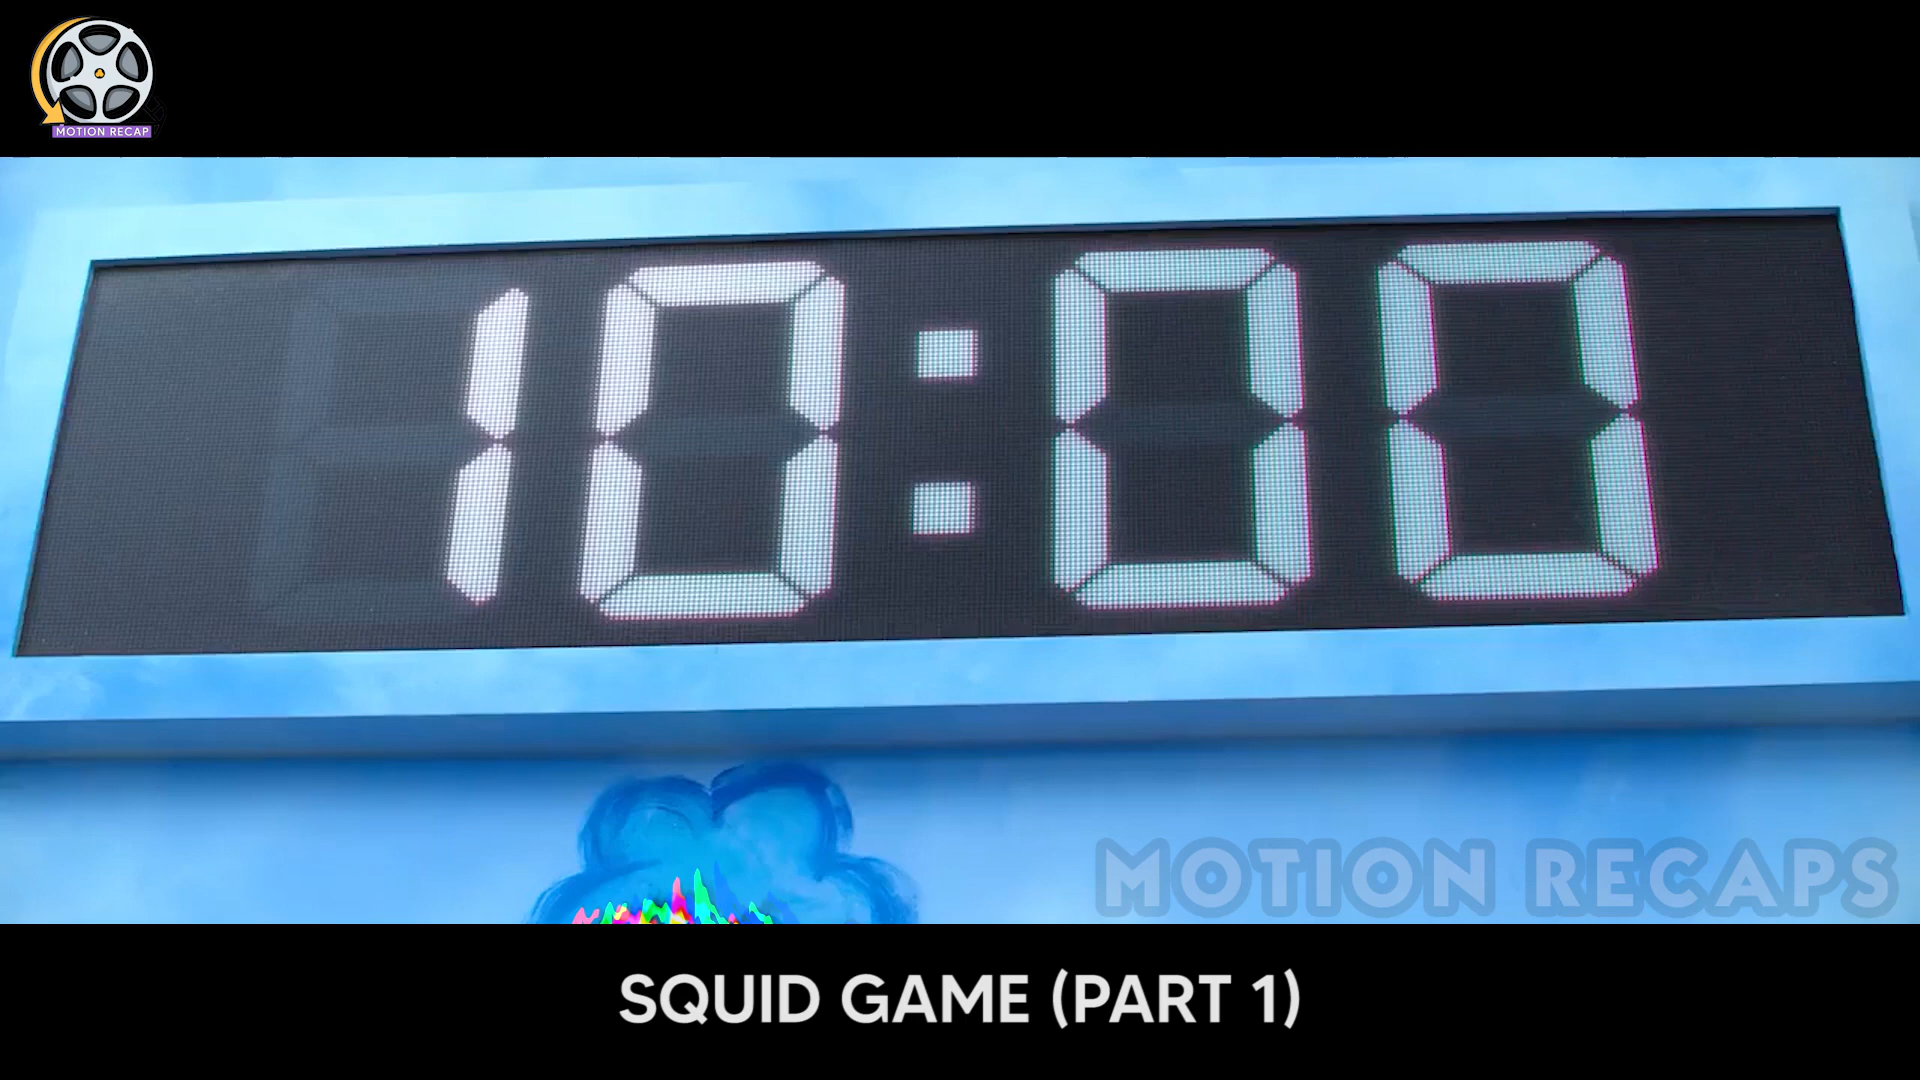 MOTION RECAP
10:00
MOTION RECAPS
SQUID GAME (PART 1)